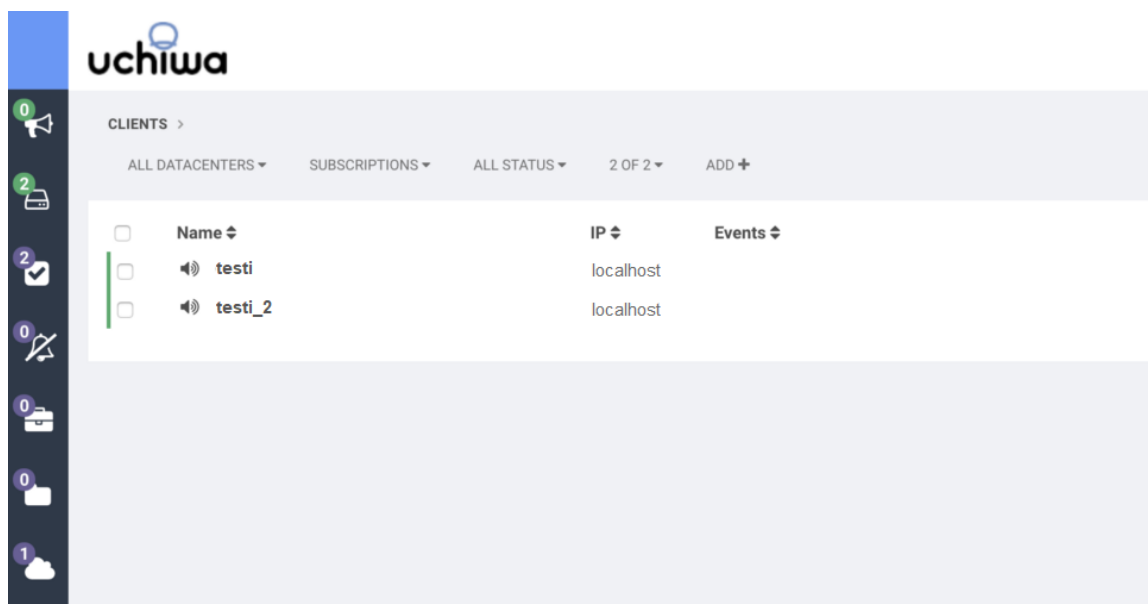 uchiwa
0
CLIENTS >
ALL DATACENTERS SUBSCRIPTIONS ALL STATUS 2 OF 2 ADD +
2
Name IP Events
2
testi localhost
testi_2 localhost
0
0
0
1